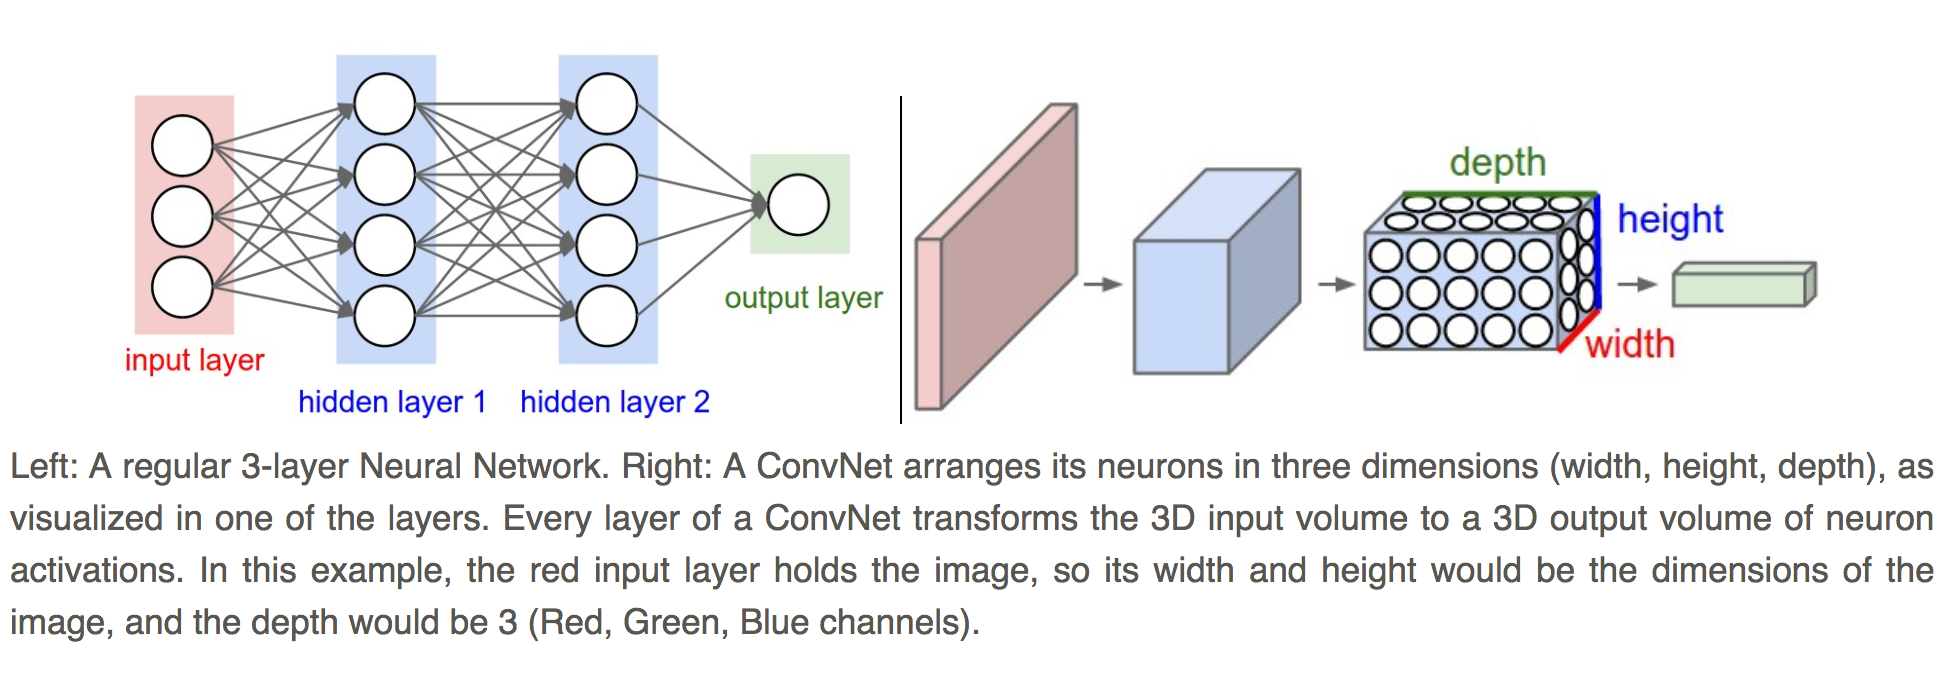 input layer
hidden layer 1
hidden layer 2
output layer
depth
height
width
Left: A regular 3-layer Neural Network. Right: A ConvNet arranges its neurons in three dimensions (width, height, depth), as
visualized in one of the layers. Every layer of a ConvNet transforms the 3D input volume to a 3D output volume of neuron
activations. In this example, the red input layer holds the image, so its width and height would be the dimensions of the
image, and the depth would be 3 (Red, Green, Blue channels).